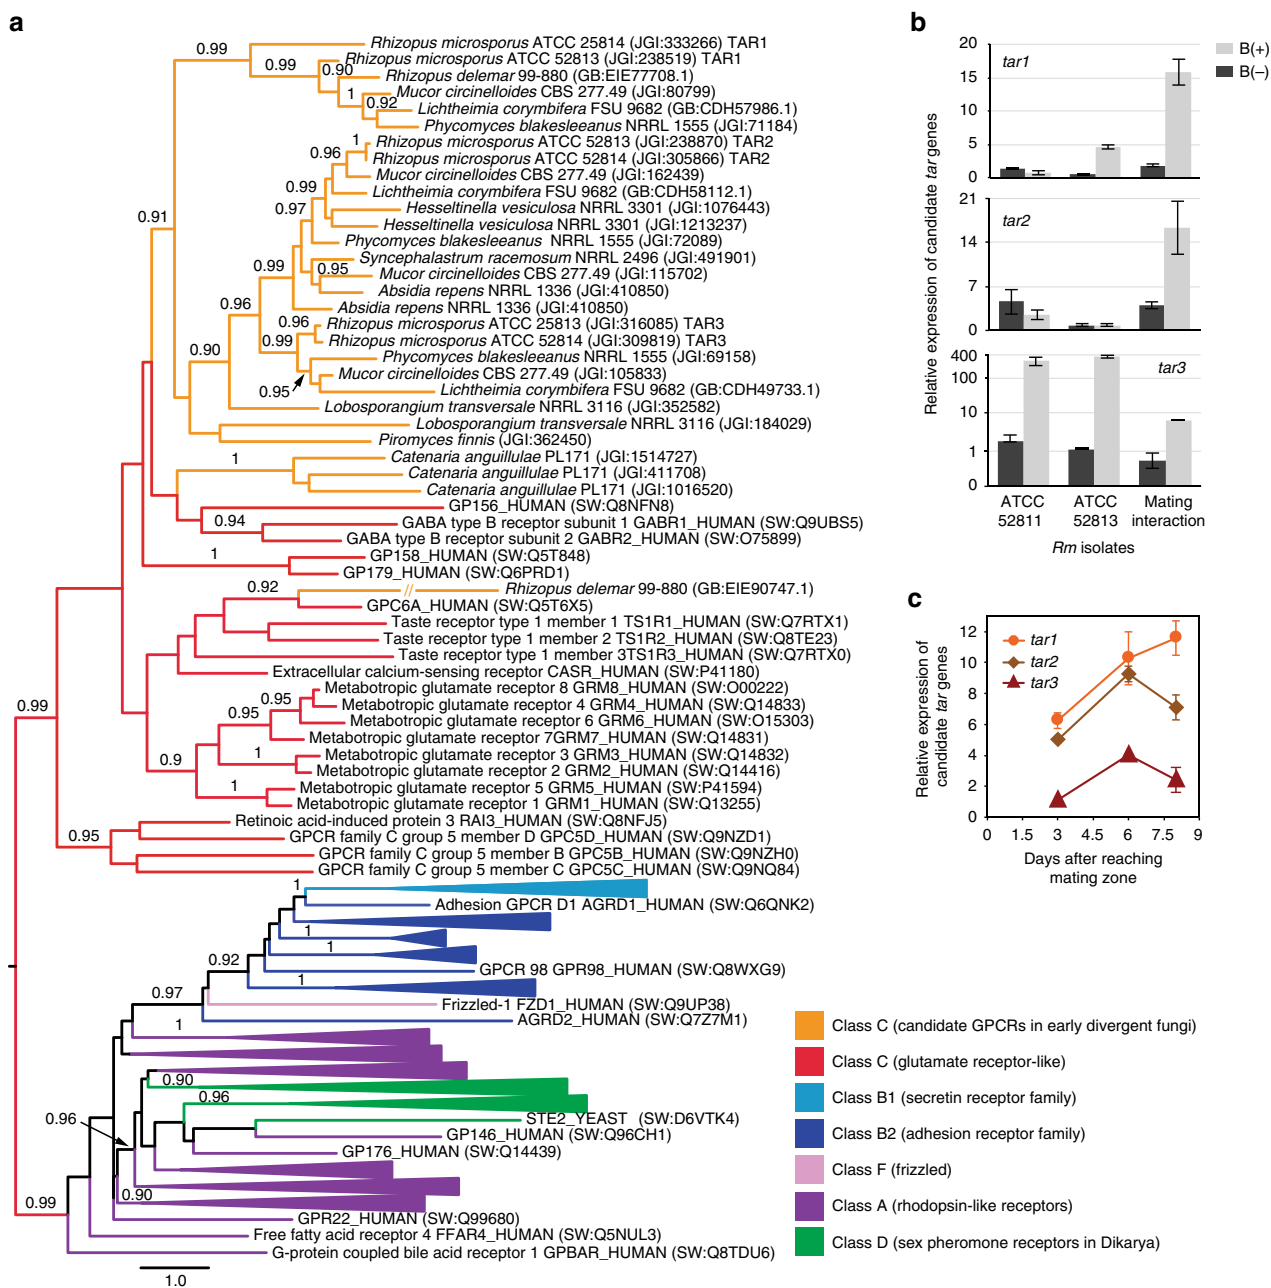 a
0.99
Rhizopus microsporus ATCC 25814 (JGI:333266) TAR1
0.99
Rhizopus microsporus ATCC 52813 (JGI:238519) TAR1
0.90
Rhizopus delemar 99-880 (GB:EIE77708.1)
1
Mucor circinelloides CBS 277.49 (JGI:80799)
0.92
Lichtheimia corymbifera FSU 9682 (GB:CDH57986.1)
Phycomyces blakesleeanus NRRL 1555 (JGI:71184)
1
Rhizopus microsporus ATCC 52813 (JGI:238870) TAR2
0.96
Rhizopus microsporus ATCC 52814 (JGI:305866) TAR2
Mucor circinelloides CBS 277.49 (JGI:162439)
0.99
Lichtheimia corymbifera FSU 9682 (GB:CDH58112.1)
0.97
Hesseltinella vesiculosa NRRL 3301 (JGI:1076443)
0.91
Hesseltinella vesiculosa NRRL 3301 (JGI:1213237)
Phycomyces blakesleeanus NRRL 1555 (JGI:72089)
Syncephalastrum racemosum NRRL 2496 (JGI:491901)
0.99
0.95
Mucor circinelloides CBS 277.49 (JGI:115702)
Absidia repens NRRL 1336 (JGI:410850)
0.96
Absidia repens NRRL 1336 (JGI:410850)
0.96
Rhizopus microsporus ATCC 25813 (JGI:316085) TAR3
0.99
Rhizopus microsporus ATCC 52814 (JGI:309819) TAR3
0.90
Phycomyces blakesleeanus NRRL 1555 (JGI:69158)
Mucor circinelloides CBS 277.49 (JGI:105833)
0.95
Lichtheimia corymbifera FSU 9682 (GB:CDH49733.1)
Lobosporangium transversale NRRL 3116 (JGI:352582)
Lobosporangium transversale NRRL 3116 (JGI:184029)
Piromyces finnis (JGI:362450)
1
Catenaria anguillulae PL171 (JGI:1514727)
Catenaria anguillulae PL171 (JGI:411708)
Catenaria anguillulae PL171 (JGI:1016520)
GP156_HUMAN (SW:Q8NFN8)
0.94
GABA type B receptor subunit 1 GABR1_HUMAN (SW:Q9UBS5)
GABA type B receptor subunit 2 GABR2_HUMAN (SW:O75899)
1
GP158_HUMAN (SW:Q5T848)
GP179_HUMAN (SW:Q6PRD1)
0.92
Rhizopus delemar 99-880 (GB:EIE90747.1)
GPC6A_HUMAN (SW:Q5T6X5)
Taste receptor type 1 member 1 TS1R1_HUMAN (SW:Q7RTX1)
Taste receptor type 1 member 2 TS1R2_HUMAN (SW:Q8TE23)
Taste receptor type 1 member 3TS1R3_HUMAN (SW:Q7RTX0)
Extracellular calcium-sensing receptor CASR_HUMAN (SW:P41180)
Metabotropic glutamate receptor 8 GRM8_HUMAN (SW:O00222)
0.95
Metabotropic glutamate receptor 4 GRM4_HUMAN (SW:Q14833)
0.99
0.95
Metabotropic glutamate receptor 6 GRM6_HUMAN (SW:O15303)
Metabotropic glutamate receptor 7GRM7_HUMAN (SW:Q14831)
0.9
1
Metabotropic glutamate receptor 3 GRM3_HUMAN (SW:Q14832)
Metabotropic glutamate receptor 2 GRM2_HUMAN (SW:Q14416)
1
Metabotropic glutamate receptor 5 GRM5_HUMAN (SW:P41594)
Metabotropic glutamate receptor 1 GRM1_HUMAN (SW:Q13255)
Retinoic acid-induced protein 3 RAI3_HUMAN (SW:Q8NFJ5)
0.95
GPCR family C group 5 member D GPC5D_HUMAN (SW:Q9NZD1)
GPCR family C group 5 member B GPC5B_HUMAN (SW:Q9NZH0)
GPCR family C group 5 member C GPC5C_HUMAN (SW:Q9NQ84)
1
Adhesion GPCR D1 AGRD1_HUMAN (SW:Q6QNK2)
1
1
0.92
GPCR 98 GPR98_HUMAN (SW:Q8WXG9)
1
0.97
Frizzled-1 FZD1_HUMAN (SW:Q9UP38)
AGRD2_HUMAN (SW:Q7Z7M1)
1
0.90
0.96
0.96
STE2_YEAST (SW:D6VTK4)
GP146_HUMAN (SW:Q96CH1)
GP176_HUMAN (SW:Q14439)
0.90
0.99
GPR22_HUMAN (SW:Q99680)
Free fatty acid receptor 4 FFAR4_HUMAN (SW:Q5NUL3)
G-protein coupled bile acid receptor 1 GPBAR_HUMAN (SW:Q8TDU6)
1.0
Class C (candidate GPCRs in early divergent fungi)
Class C (glutamate receptor-like)
Class B1 (secretin receptor family)
Class B2 (adhesion receptor family)
Class F (frizzled)
Class A (rhodopsin-like receptors)
Class D (sex pheromone receptors in Dikarya)
b
B(+)
B(−)
Relative expression of candidate tar genes
tar1
20
15
10
5
0
tar2
21
14
7
0
tar3
400
100
10
1
0
ATCC 52811
ATCC 52813
Mating interaction
Rm isolates
c
Relative expression of
candidate tar genes
tar1
tar2
tar3
12
10
8
6
4
2
0
0 1.5 3 4.5 6 7.5 9
Days after reaching
mating zone